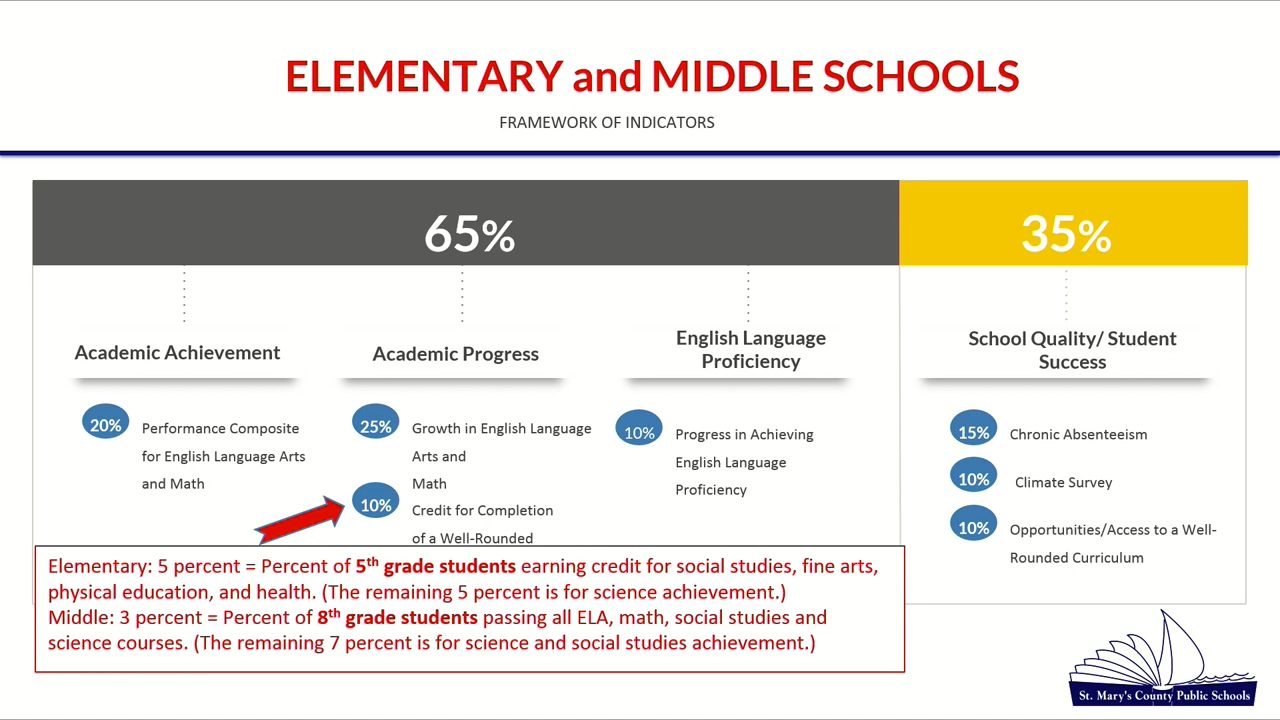 ELEMENTARY and MIDDLE SCHOOLS
FRAMEWORK OF INDICATORS
65%
35%
Academic Achievement
20%
Performance Composite
for English Language Arts
and Math
Academic Progress
25%
Growth in English Language
Arts and
Math
10%
Credit for Completion
of a Well-Rounded
English Language
Proficiency
10%
Progress in Achieving
English Language
Proficiency
School Quality/ Student
Success
15%
Chronic Absenteeism
10%
Climate Survey
10%
Opportunities/Access to a Well-
Rounded Curriculum
Elementary: 5 percent = Percent of 5th grade students earning credit for social studies, fine arts,
physical education, and health. (The remaining 5 percent is for science achievement.)
Middle: 3 percent = Percent of 8th grade students passing all ELA, math, social studies and
science courses. (The remaining 7 percent is for science and social studies achievement.)
St. Mary's County Public Schools